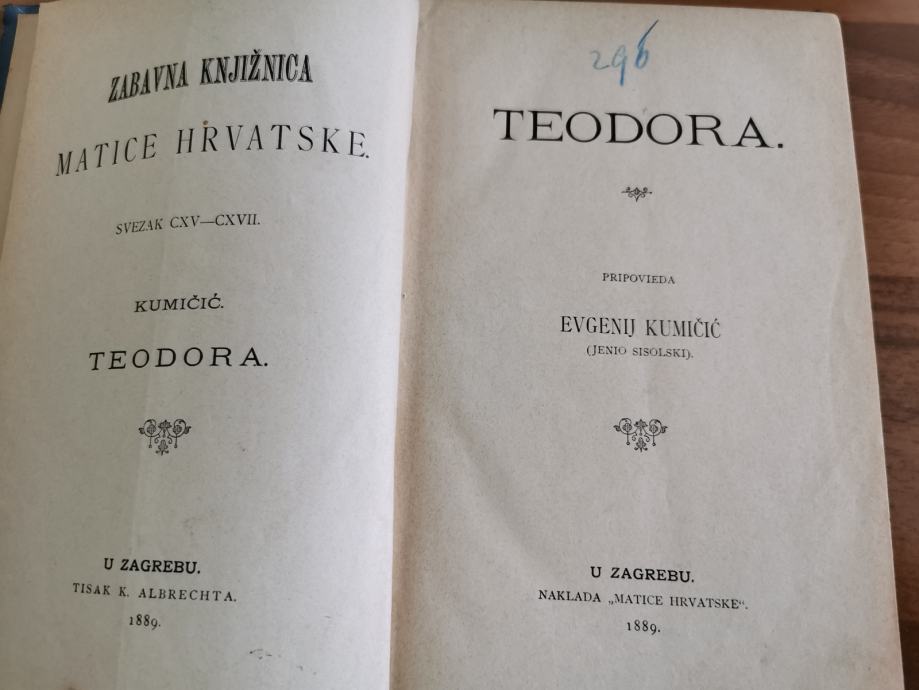 ZABAVNA KNJIŽNICA
MATICE HRVATSKE.
SVEZAK CXV—CXVII.
KUMIČIĆ.
TEODORA.
U ZAGREBU.
TISAK K. ALBRECHTA.
1889.
296
TEODORA.
PRIPOVIEDA
EVGENIJ KUMIČIĆ
(JENIO SISOLSKI).
U ZAGREBU.
NAKLADA „MATICE HRVATSKE“.
1889.